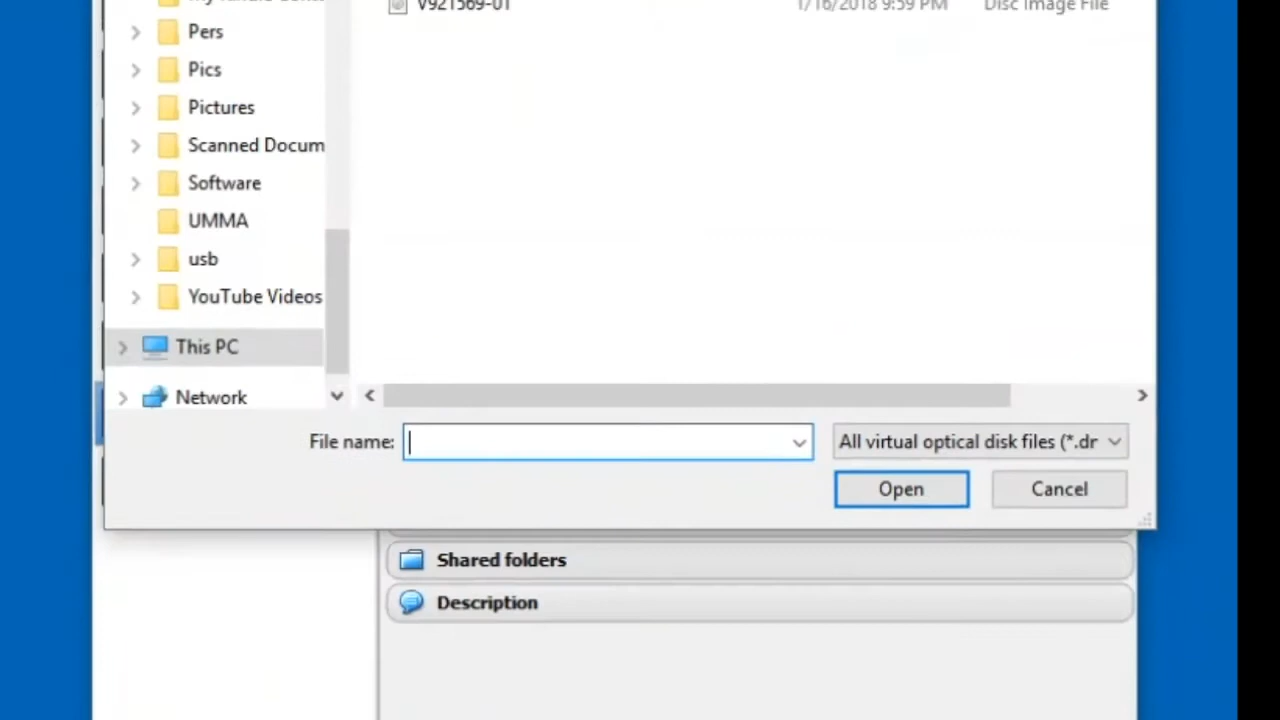 V921569-01 1/16/2018 9:59 PM Disc Image File
Pers
Pics
Pictures
Scanned Docum
Software
UMMA
usb
YouTube Videos
This PC
Network
File name:
All virtual optical disk files (*.dr
Open
Cancel
Shared folders
Description